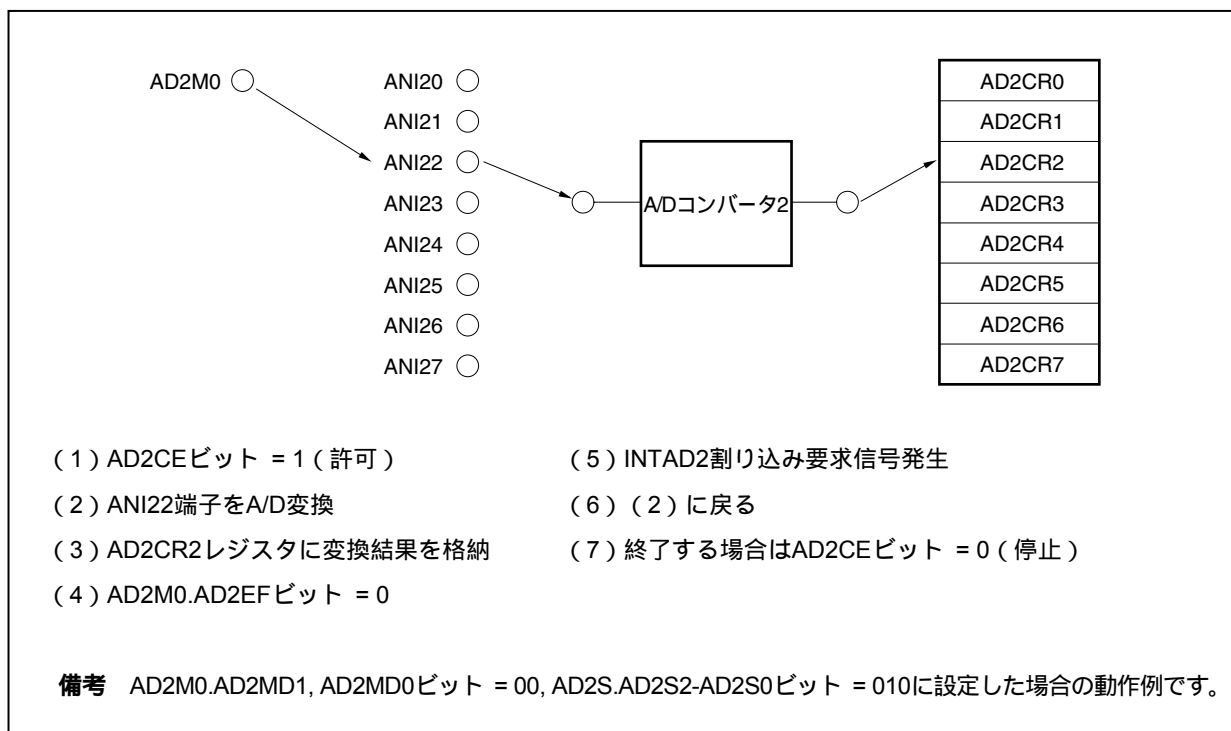 AD2M0
ANI20
ANI21
ANI22
ANI23
ANI24
ANI25
ANI26
ANI27
A/Dコンバータ2
AD2CR0
AD2CR1
AD2CR2
AD2CR3
AD2CR4
AD2CR5
AD2CR6
AD2CR7
(1)AD2CEビット = 1(許可)
(2)ANI22端子をA/D変換
(3)AD2CR2レジスタに変換結果を格納
(4)AD2M0.AD2EFビット = 0
(5)INTAD2割り込み要求信号発生
(6)(2)に戻る
(7)終了する場合はAD2CEビット = 0(停止)
備考 AD2M0.AD2MD1, AD2MD0ビット = 00, AD2S.AD2S2-AD2S0ビット = 010に設定した場合の動作例です。